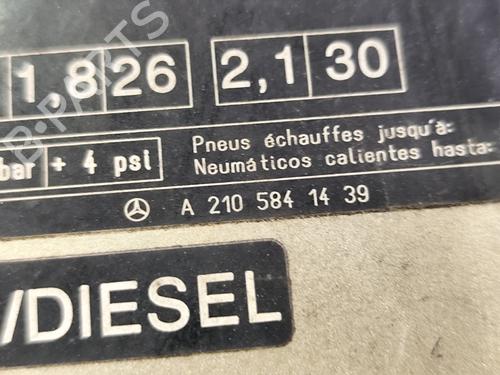 1,8 26 2,1 30
bar + 4 psi
Pneus échauffes jusqu'à:
Neumáticos calientes hasta:
A 210 584 14 39
/DIESEL
B-PARTS